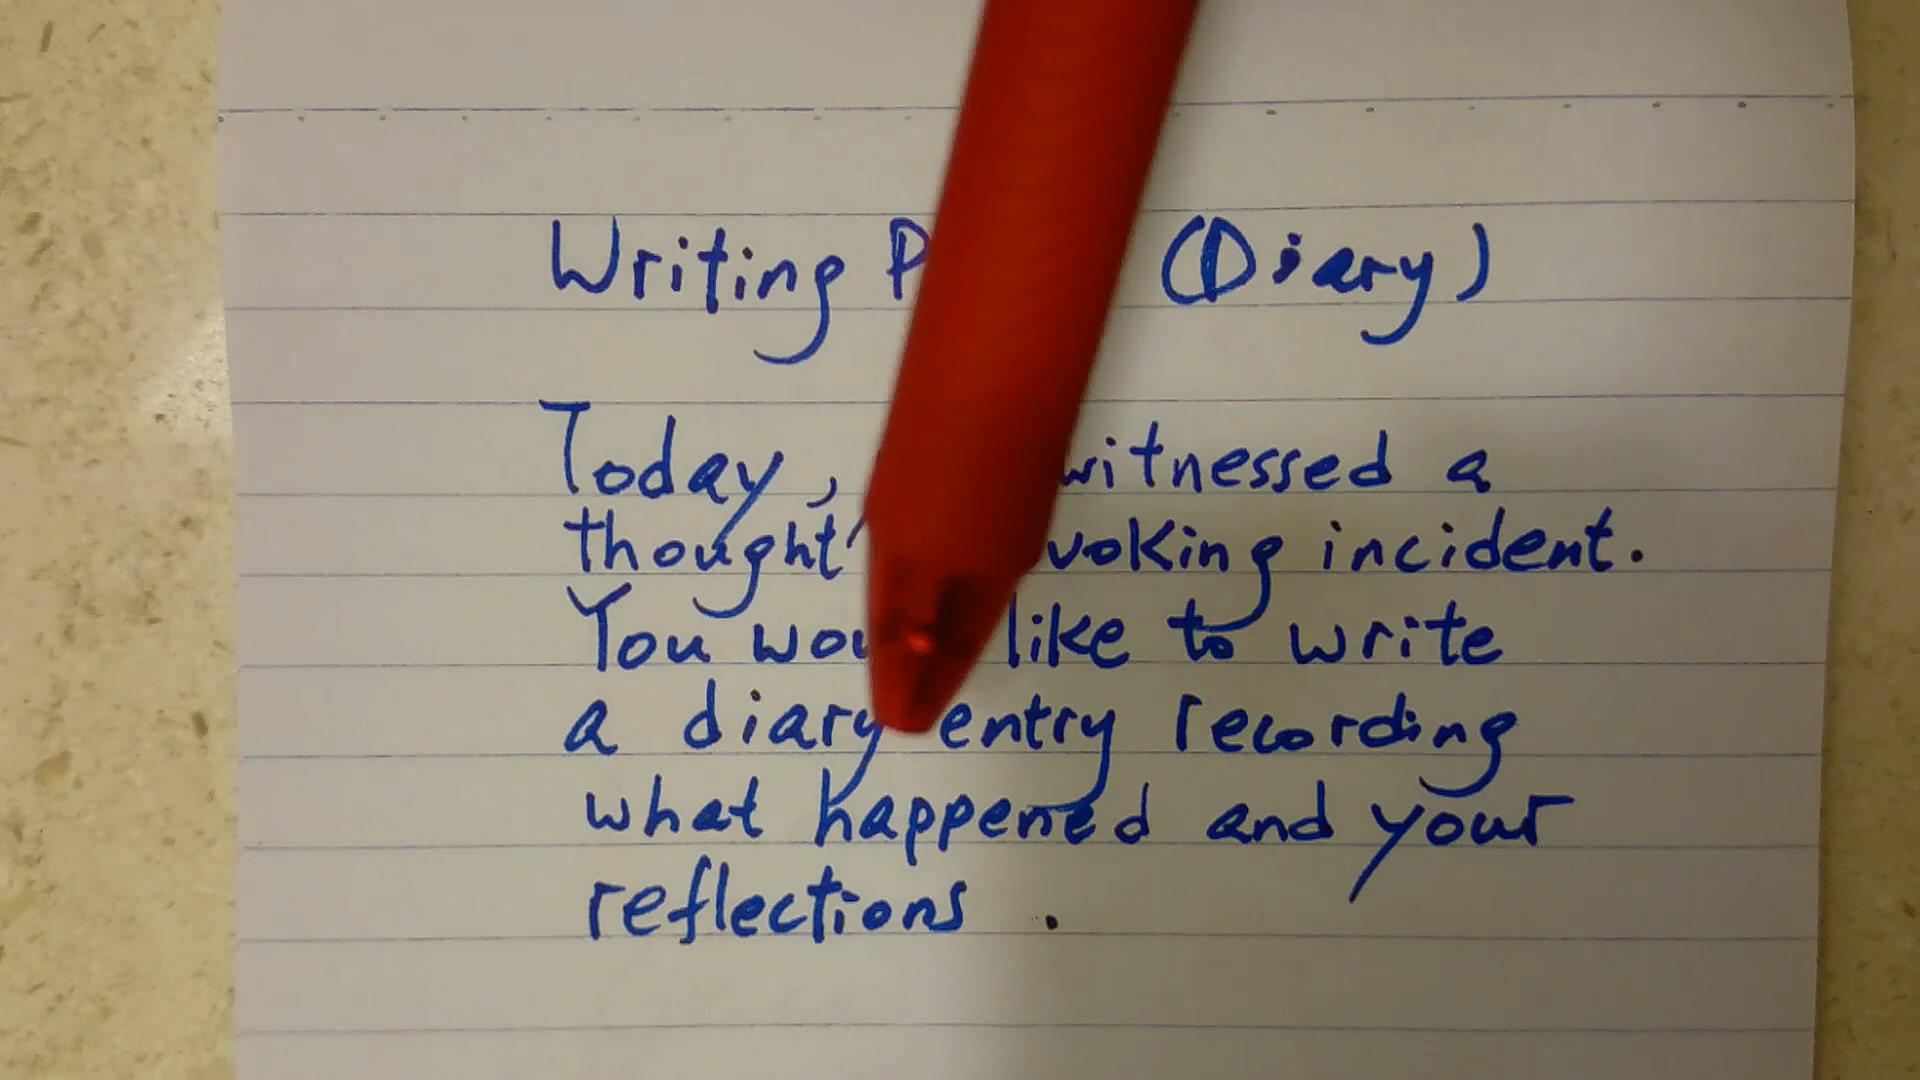 Writing (Diary)
Today, witnessed a
thought voking incident.
You like to write
a diary entry recording
what happened and your
reflections.